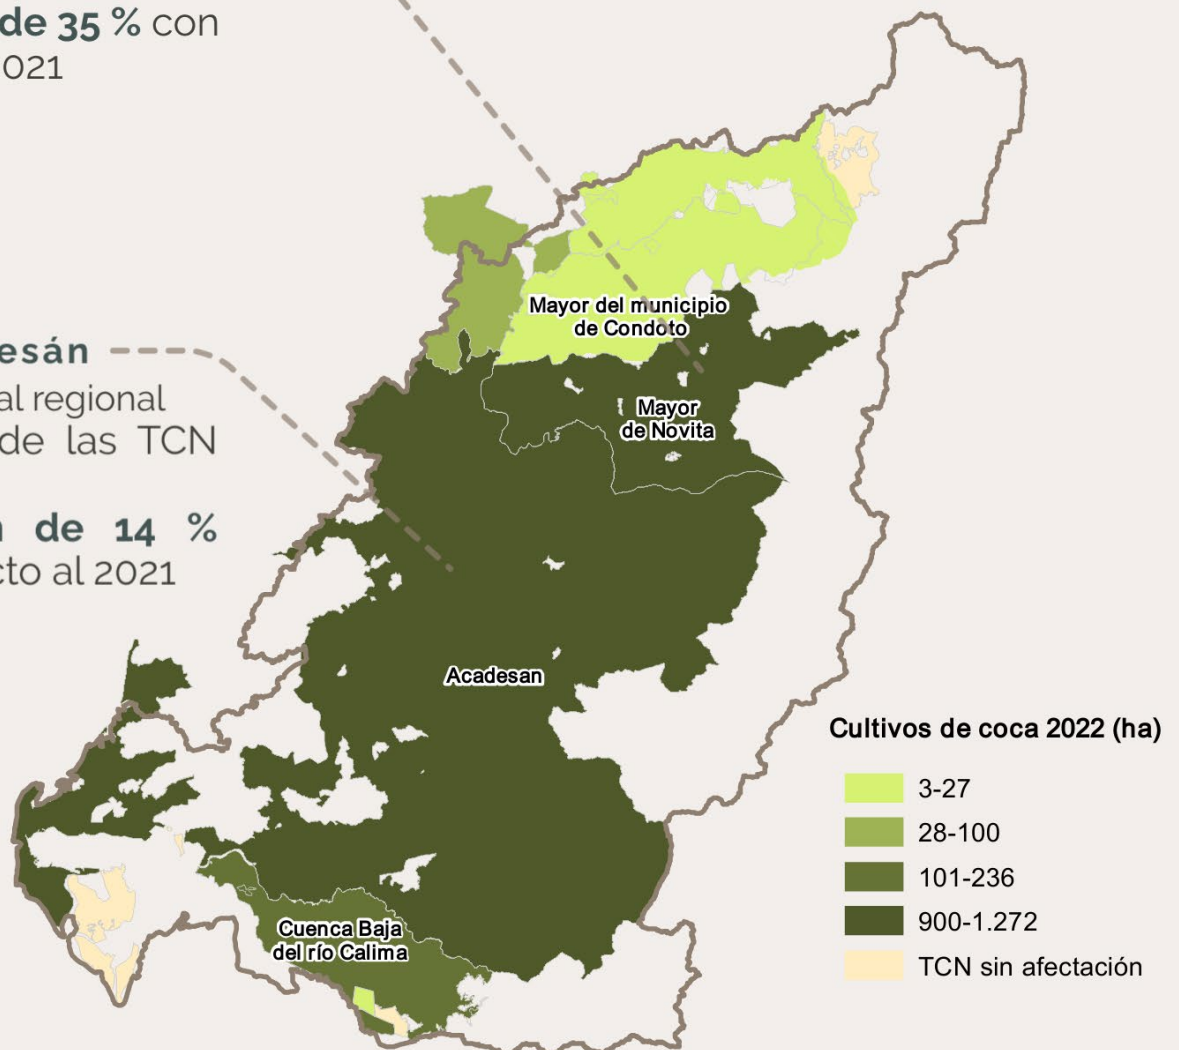 de 35 % con
021
esán
al regional
de las TCN
de 14 %
cto al 2021
Mayor del municipio
de Condoto
Mayor
de Novita
Acadesan
Cuenca Baja
del río Calima
Cultivos de coca 2022 (ha)
3-27
28-100
101-236
900-1.272
TCN sin afectación